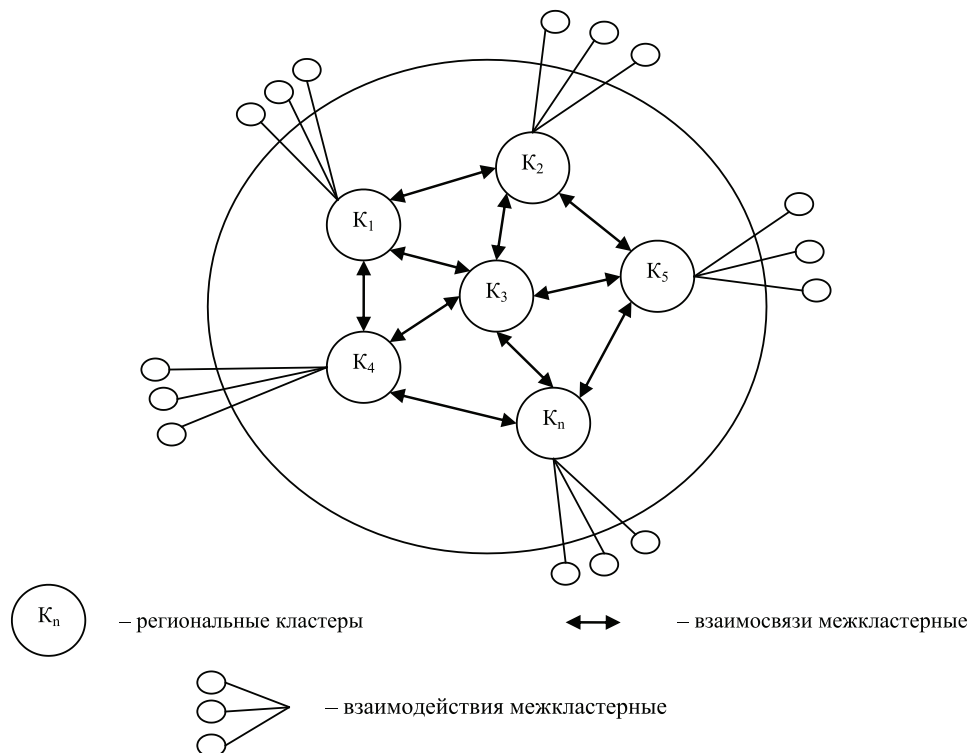 К₂
К₁
К₅
К₃
К₄
Кₙ
Кₙ – региональные кластеры
– взаимосвязи межкластерные
– взаимодействия межкластерные